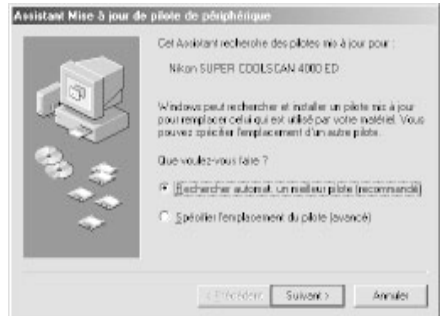 Assistant Mise à jour de pilote de périphérique
Cet Assistant recherche des pilotes mis à jour pour :
Nikon SUPER COOLSCAN 4000 ED
Windows peut rechercher et installer un pilote mis à jour
pour remplacer celui qui est utilisé par votre matériel. Vous
pouvez spécifier l'emplacement d'un autre pilote.
Que voulez-vous faire ?
Rechercher automat. un meilleur pilote (recommandé)
Spécifier l'emplacement du pilote (avancé)
< Précédent
Suivant >
Annuler